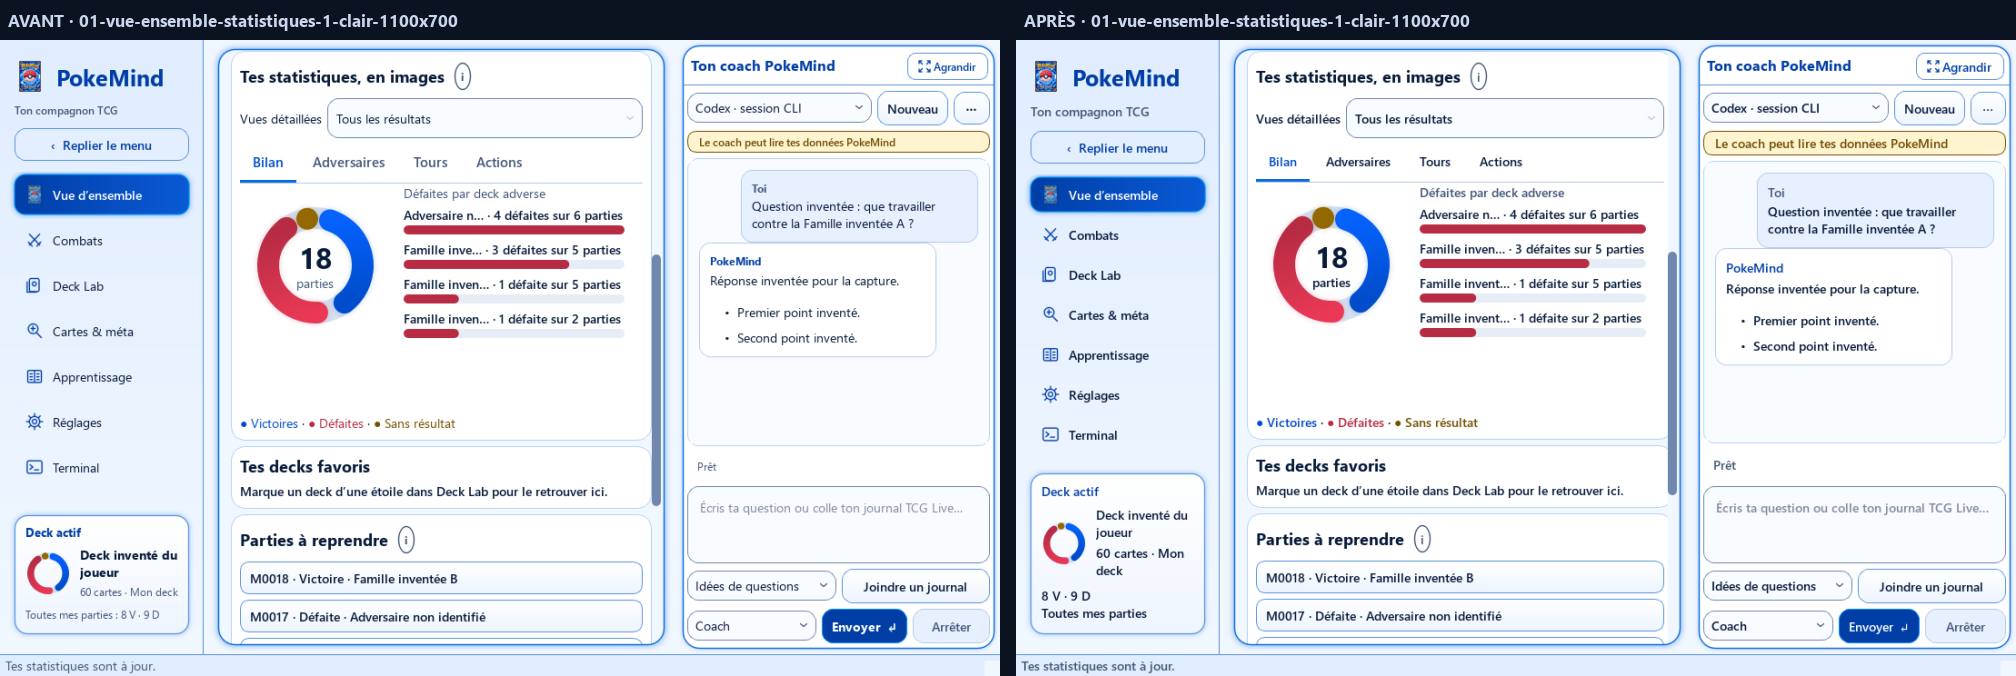 AVANT · 01-vue-ensemble-statistiques-1-clair-1100x700
PokeMind
Ton compagnon TCG
‹ Replier le menu
Vue d'ensemble
Combats
Deck Lab
Cartes & méta
Apprentissage
Réglages
Terminal
Deck actif
Deck inventé du
joueur
60 cartes · Mon deck
Toutes mes parties : 8 V · 9 D
Tes statistiques, en images i
Vues détaillées Tous les résultats
Bilan Adversaires Tours Actions
18
parties
Défaites par deck adverse
Adversaire n... · 4 défaites sur 6 parties
Famille inve... · 3 défaites sur 5 parties
Famille inven... · 1 défaite sur 5 parties
Famille inven... · 1 défaite sur 2 parties
● Victoires · ● Défaites · ● Sans résultat
Tes decks favoris
Marque un deck d'une étoile dans Deck Lab pour le retrouver ici.
Parties à reprendre i
M0018 · Victoire · Famille inventée B
M0017 · Défaite · Adversaire non identifié
Ton coach PokeMind Agrandir
Codex · session CLI Nouveau ...
Le coach peut lire tes données PokeMind
Toi
Question inventée : que travailler
contre la Famille inventée A ?
PokeMind
Réponse inventée pour la capture.
• Premier point inventé.
• Second point inventé.
Prêt
Écris ta question ou colle ton journal TCG Live...
Idées de questions Joindre un journal
Coach Envoyer ↲ Arrêter
Tes statistiques sont à jour.
APRÈS · 01-vue-ensemble-statistiques-1-clair-1100x700
PokeMind
Ton compagnon TCG
‹ Replier le menu
Vue d'ensemble
Combats
Deck Lab
Cartes & méta
Apprentissage
Réglages
Terminal
Deck actif
Deck inventé du
joueur
60 cartes · Mon
deck
8 V · 9 D
Toutes mes parties
Tes statistiques, en images i
Vues détaillées Tous les résultats
Bilan Adversaires Tours Actions
18
parties
Défaites par deck adverse
Adversaire n... · 4 défaites sur 6 parties
Famille inven... · 3 défaites sur 5 parties
Famille invent... · 1 défaite sur 5 parties
Famille invent... · 1 défaite sur 2 parties
● Victoires · ● Défaites · ● Sans résultat
Tes decks favoris
Marque un deck d'une étoile dans Deck Lab pour le retrouver ici.
Parties à reprendre i
M0018 · Victoire · Famille inventée B
M0017 · Défaite · Adversaire non identifié
Ton coach PokeMind Agrandir
Codex · session CLI Nouveau ...
Le coach peut lire tes données PokeMind
Toi
Question inventée : que travailler
contre la Famille inventée A ?
PokeMind
Réponse inventée pour la capture.
• Premier point inventé.
• Second point inventé.
Prêt
Écris ta question ou colle ton journal TCG Live...
Idées de questions Joindre un journal
Coach Envoyer ↲ Arrêter
Tes statistiques sont à jour.